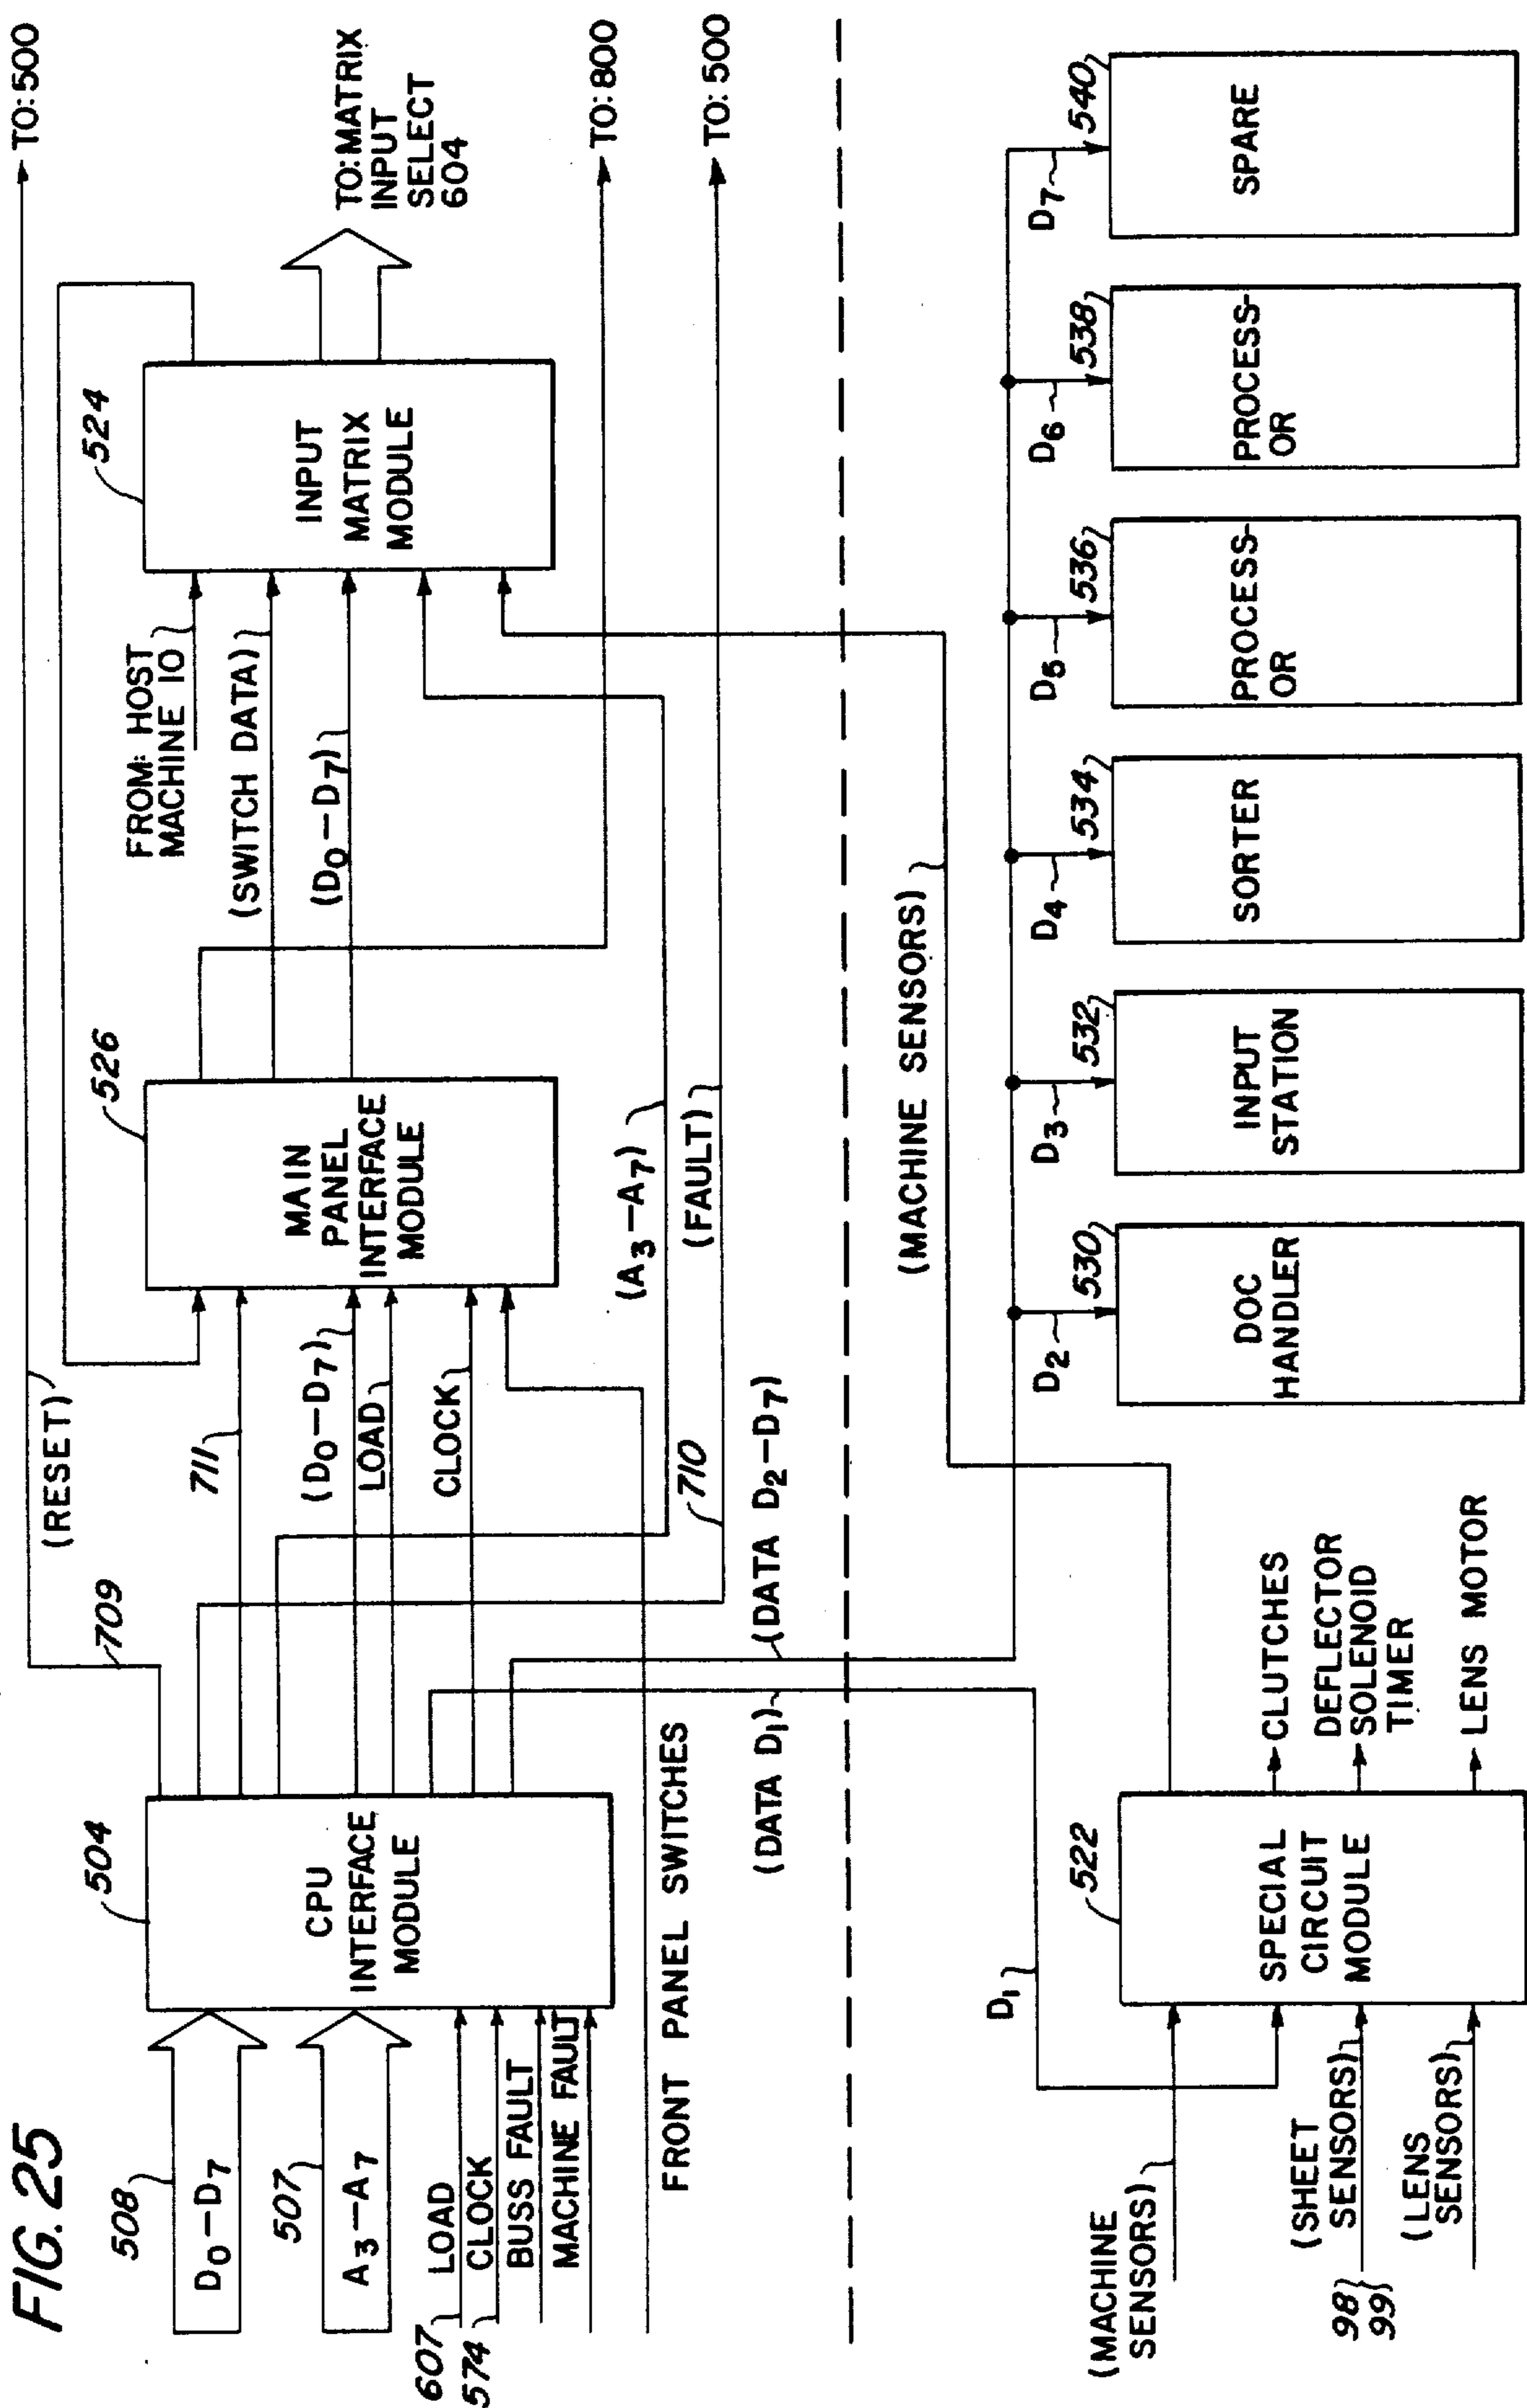 FIG. 25
508
D0–D7
507
A3–A7
607
LOAD
574
CLOCK
BUSS FAULT
MACHINE FAULT
FRONT PANEL SWITCHES
504
CPU
INTERFACE
MODULE
709
(RESET)
TO:500
711
(D0–D7)
LOAD
CLOCK
526
MAIN
PANEL
INTERFACE
MODULE
FROM: HOST
MACHINE 10
(SWITCH DATA)
(D0–D7)
(A3–A7)
710
(FAULT)
524
INPUT
MATRIX
MODULE
TO:MATRIX
INPUT
SELECT
604
TO:800
TO:500
(DATA D1)
(DATA D2–D7)
(MACHINE SENSORS)
D1
(MACHINE
SENSORS)
(SHEET
SENSORS)
98
99
(LENS
SENSORS)
522
SPECIAL
CIRCUIT
MODULE
CLUTCHES
DEFLECTOR
SOLENOID
TIMER
LENS MOTOR
D2
530
DOC
HANDLER
D3
532
INPUT
STATION
D4
534
SORTER
D5
536
PROCESS-
OR
D6
538
PROCESS-
OR
D7
540
SPARE